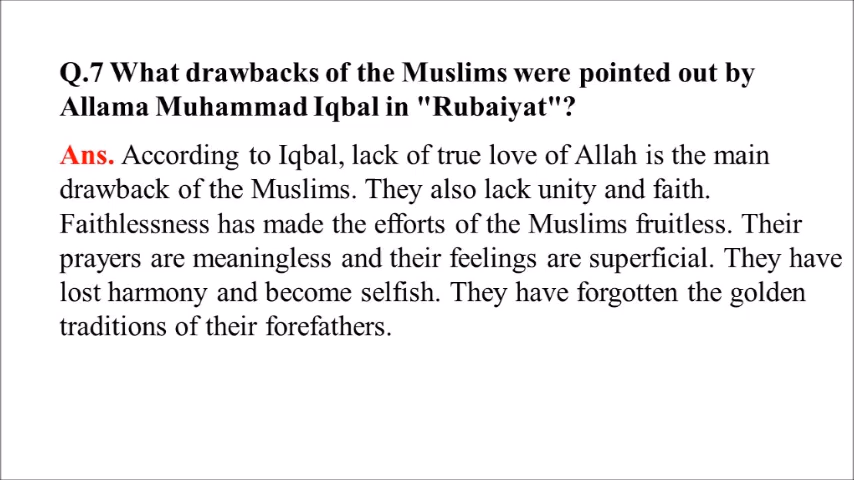 Q.7 What drawbacks of the Muslims were pointed out by
Allama Muhammad Iqbal in "Rubaiyat"?
Ans. According to Iqbal, lack of true love of Allah is the main
drawback of the Muslims. They also lack unity and faith.
Faithlessness has made the efforts of the Muslims fruitless. Their
prayers are meaningless and their feelings are superficial. They have
lost harmony and become selfish. They have forgotten the golden
traditions of their forefathers.